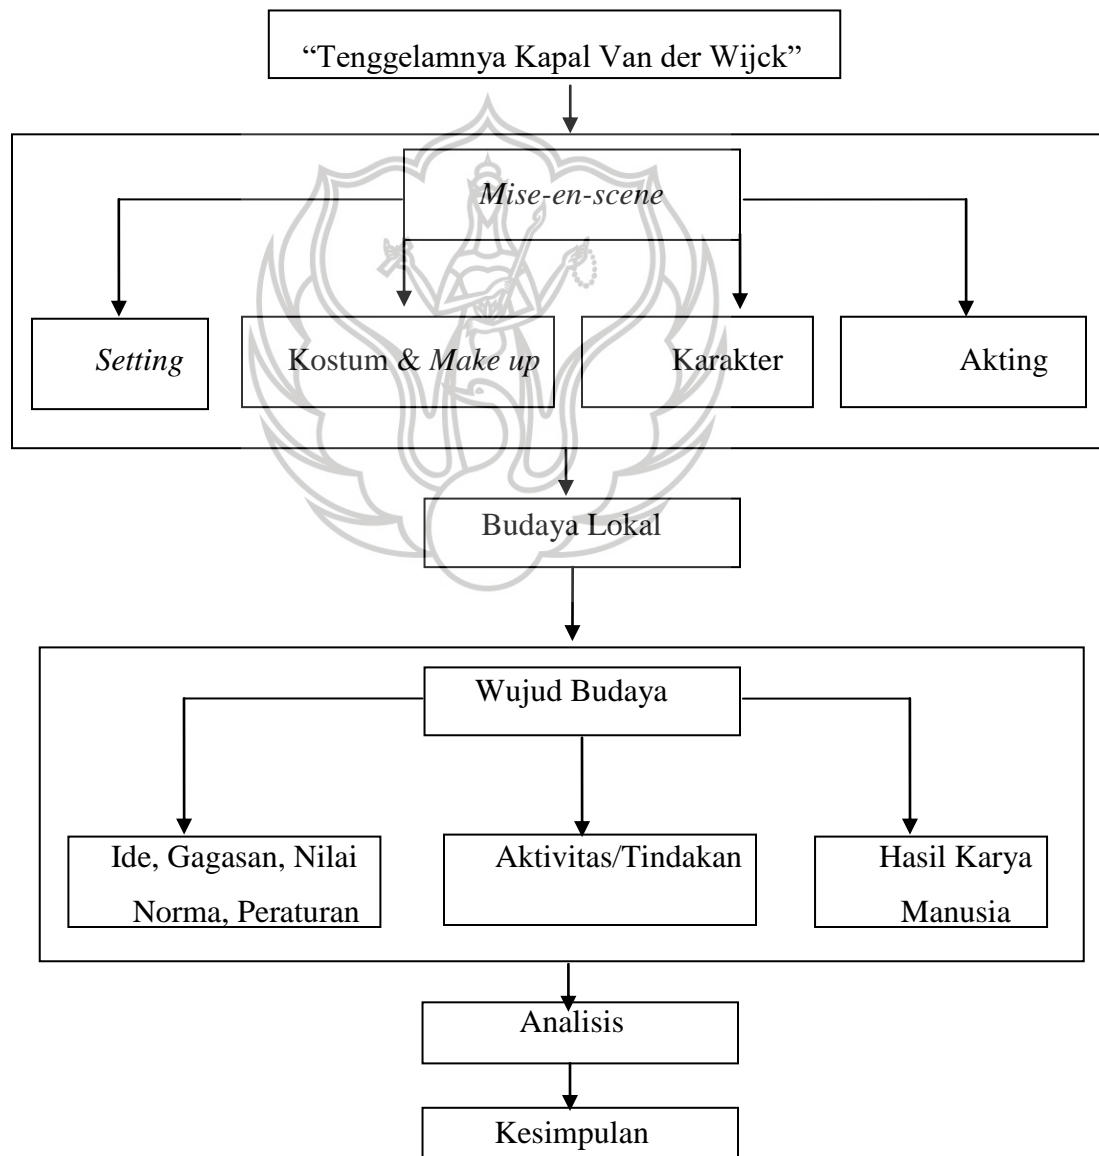 “Tenggelamnya Kapal Van der Wijck”
Mise-en-scene
Setting
Kostum & Make up
Karakter
Akting
Budaya Lokal
Wujud Budaya
Ide, Gagasan, Nilai
Norma, Peraturan
Aktivitas/Tindakan
Hasil Karya
Manusia
Analisis
Kesimpulan